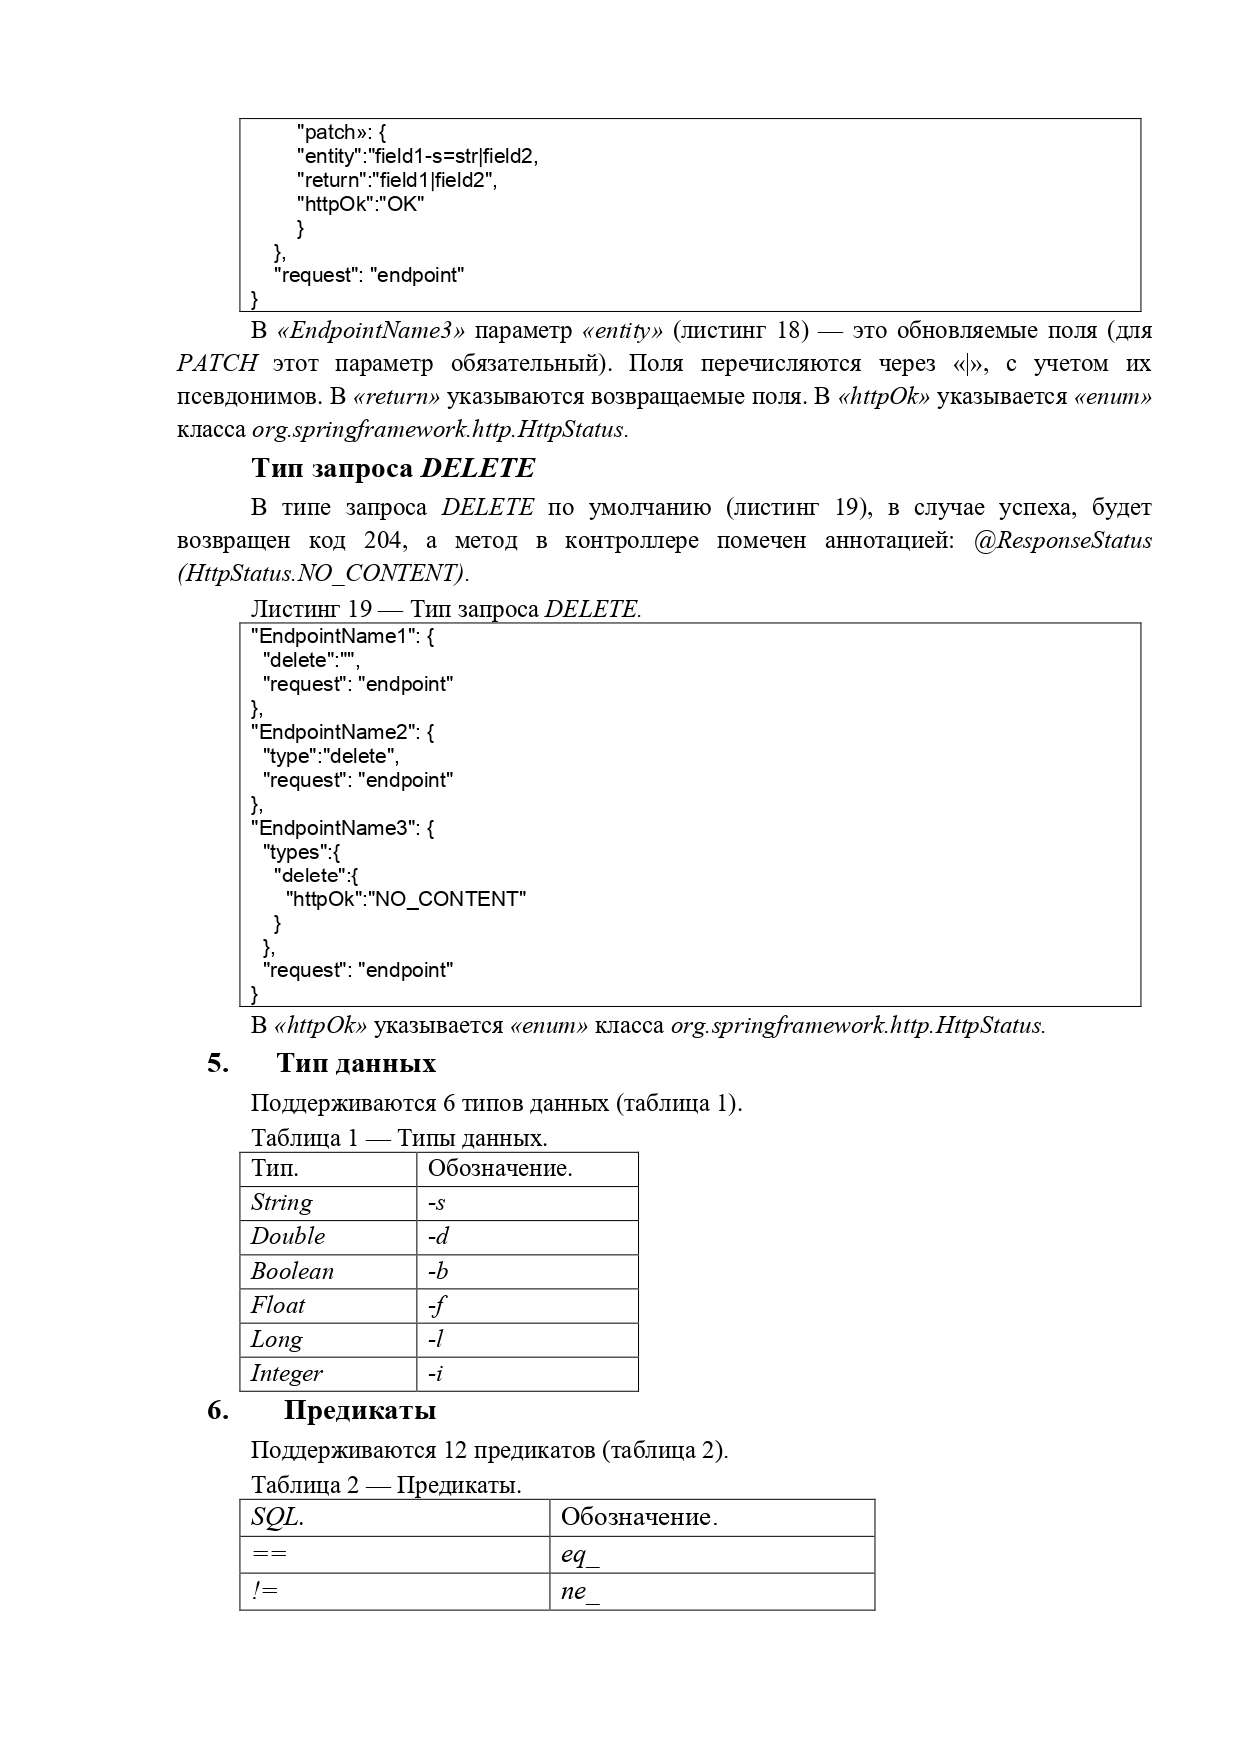 "patch»: {
"entity":"field1-s=str|field2,
"return":"field1|field2",
"httpOk":"OK"
}
},
"request": "endpoint"
}
В «EndpointName3» параметр «entity» (листинг 18) — это обновляемые поля (для
PATCH этот параметр обязательный). Поля перечисляются через «|», с учетом их
псевдонимов. В «return» указываются возвращаемые поля. В «httpOk» указывается «enum»
класса org.springframework.http.HttpStatus.
Тип запроса DELETE
В типе запроса DELETE по умолчанию (листинг 19), в случае успеха, будет
возвращен код 204, а метод в контроллере помечен аннотацией: @ResponseStatus
(HttpStatus.NO_CONTENT).
Листинг 19 — Тип запроса DELETE.
"EndpointName1": {
"delete":"",
"request": "endpoint"
},
"EndpointName2": {
"type":"delete",
"request": "endpoint"
},
"EndpointName3": {
"types":{
"delete":{
"httpOk":"NO_CONTENT"
}
},
"request": "endpoint"
}
В «httpOk» указывается «enum» класса org.springframework.http.HttpStatus.
5. Тип данных
Поддерживаются 6 типов данных (таблица 1).
Таблица 1 — Типы данных.
Тип. Обозначение.
String -s
Double -d
Boolean -b
Float -f
Long -l
Integer -i
6. Предикаты
Поддерживаются 12 предикатов (таблица 2).
Таблица 2 — Предикаты.
SQL. Обозначение.
== eq_
!= ne_